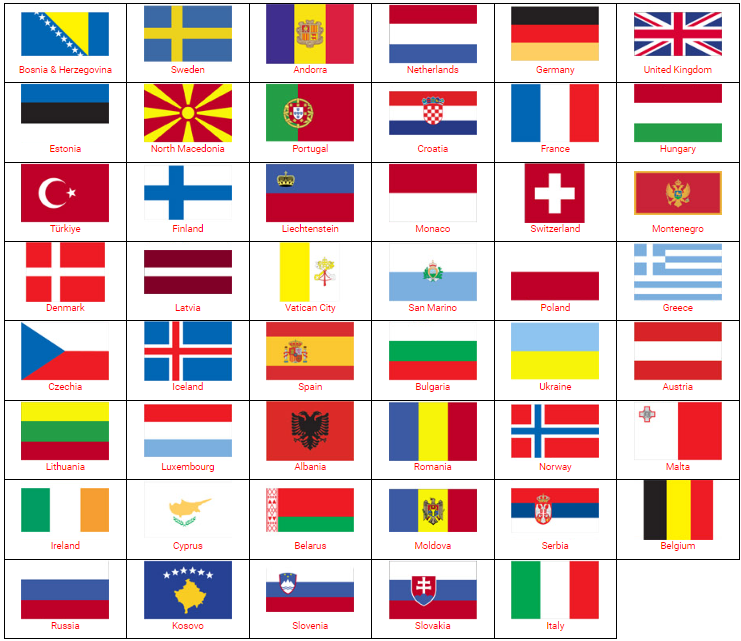 Bosnia & Herzegovina
Sweden
Andorra
Netherlands
Germany
United Kingdom
Estonia
North Macedonia
Portugal
Croatia
France
Hungary
Türkiye
Finland
Liechtenstein
Monaco
Switzerland
Montenegro
Denmark
Latvia
Vatican City
San Marino
Poland
Greece
Czechia
Iceland
Spain
Bulgaria
Ukraine
Austria
Lithuania
Luxembourg
Albania
Romania
Norway
Malta
Ireland
Cyprus
Belarus
Moldova
Serbia
Belgium
Russia
Kosovo
Slovenia
Slovakia
Italy